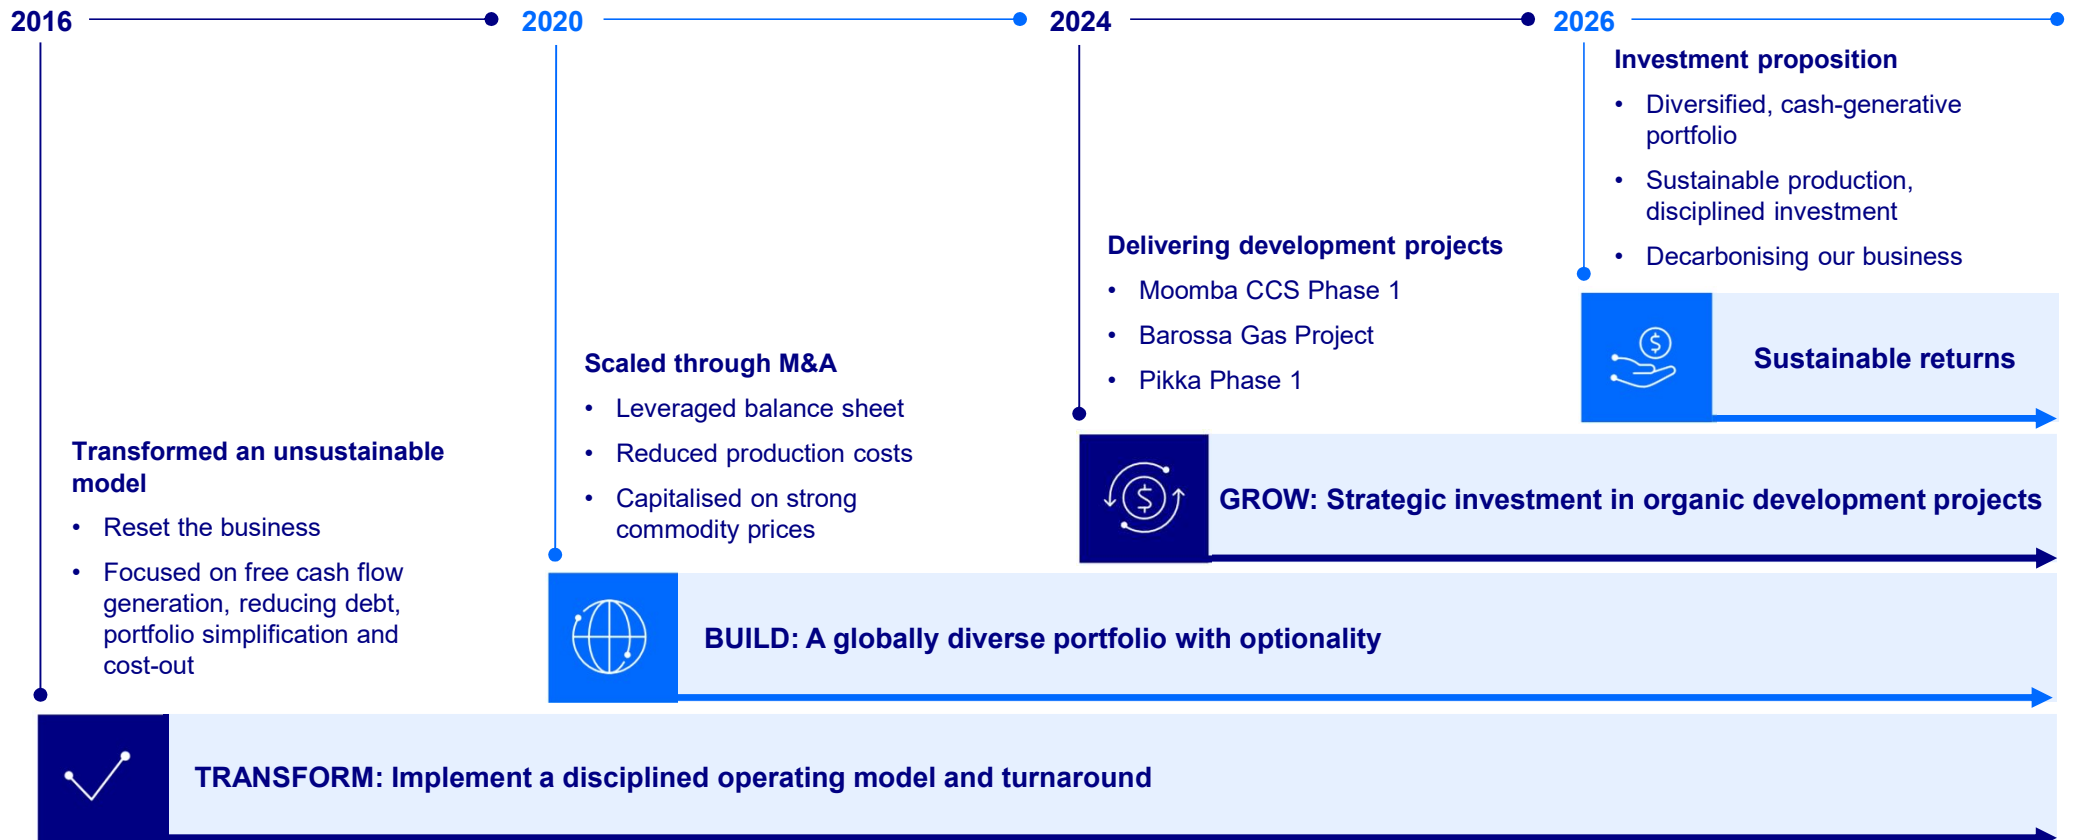 2016
2020
2024
2026
Transformed an unsustainable
model
• Reset the business
• Focused on free cash flow
generation, reducing debt,
portfolio simplification and
cost-out
Scaled through M&A
• Leveraged balance sheet
• Reduced production costs
• Capitalised on strong
commodity prices
Delivering development projects
• Moomba CCS Phase 1
• Barossa Gas Project
• Pikka Phase 1
Investment proposition
• Diversified, cash-generative
portfolio
• Sustainable production,
disciplined investment
• Decarbonising our business
$
Sustainable returns
$
GROW: Strategic investment in organic development projects
BUILD: A globally diverse portfolio with optionality
TRANSFORM: Implement a disciplined operating model and turnaround